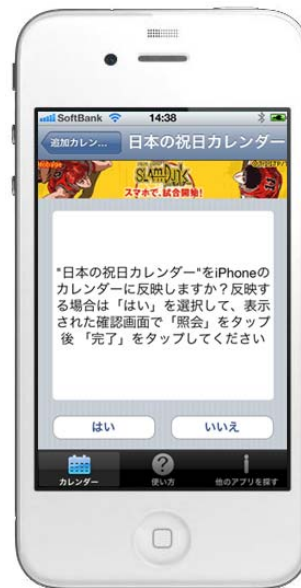 SoftBank 14:38
追加カレン... 日本の祝日カレンダー
SLAM DUNK
スマホで、試合開始!
"日本の祝日カレンダー"をiPhoneの
カレンダーに反映しますか?反映す
る場合は「はい」を選択して、表示
された確認画面で「照会」をタップ
後 「完了」をタップしてください
はい いいえ
カレンダー 使い方 他のアプリを探す